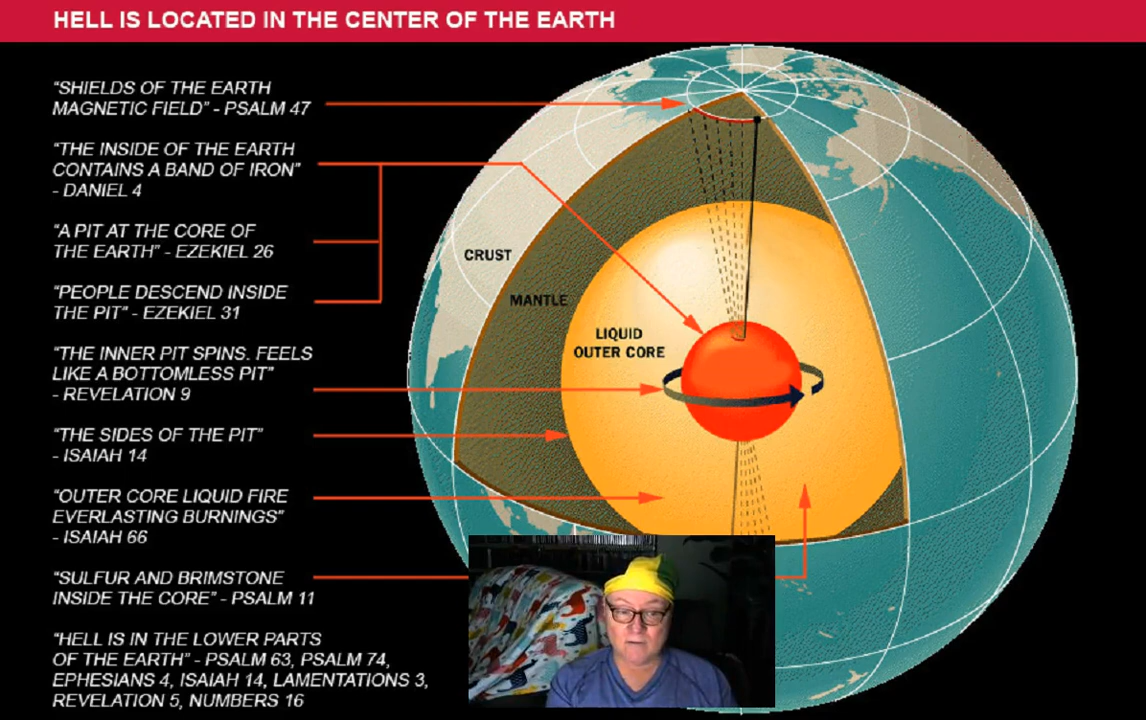 HELL IS LOCATED IN THE CENTER OF THE EARTH
"SHIELDS OF THE EARTH
MAGNETIC FIELD" - PSALM 47
"THE INSIDE OF THE EARTH
CONTAINS A BAND OF IRON"
- DANIEL 4
"A PIT AT THE CORE OF
THE EARTH" - EZEKIEL 26
"PEOPLE DESCEND INSIDE
THE PIT" - EZEKIEL 31
"THE INNER PIT SPINS. FEELS
LIKE A BOTTOMLESS PIT"
- REVELATION 9
"THE SIDES OF THE PIT"
- ISAIAH 14
"OUTER CORE LIQUID FIRE
EVERLASTING BURNINGS"
- ISAIAH 66
"SULFUR AND BRIMSTONE
INSIDE THE CORE" - PSALM 11
"HELL IS IN THE LOWER PARTS
OF THE EARTH" - PSALM 63, PSALM 74,
EPHESIANS 4, ISAIAH 14, LAMENTATIONS 3,
REVELATION 5, NUMBERS 16
CRUST
MANTLE
LIQUID
OUTER CORE